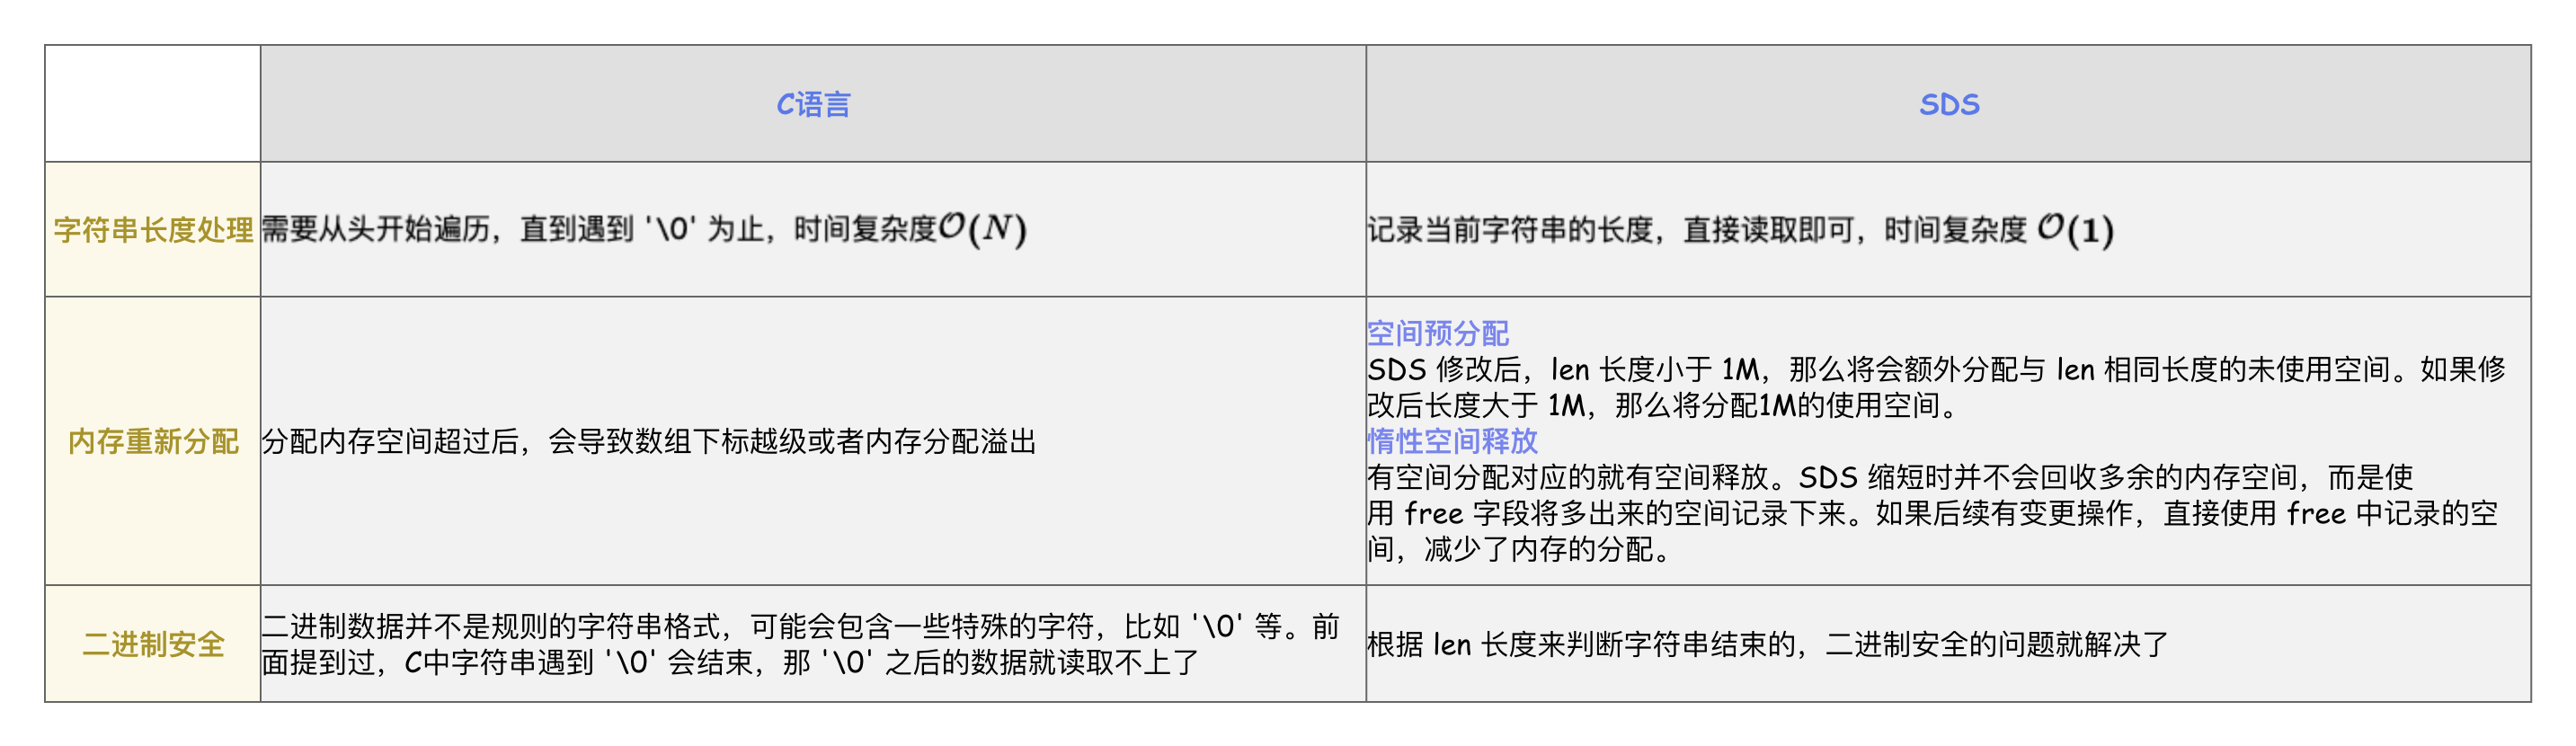 C语言
SDS
字符串长度处理
需要从头开始遍历，直到遇到 '\0' 为止，时间复杂度O(N)
记录当前字符串的长度，直接读取即可，时间复杂度 O(1)
内存重新分配
分配内存空间超过后，会导致数组下标越级或者内存分配溢出
空间预分配
SDS 修改后，len 长度小于 1M，那么将会额外分配与 len 相同长度的未使用空间。如果修
改后长度大于 1M，那么将分配1M的使用空间。
惰性空间释放
有空间分配对应的就有空间释放。SDS 缩短时并不会回收多余的内存空间，而是使
用 free 字段将多出来的空间记录下来。如果后续有变更操作，直接使用 free 中记录的空
间，减少了内存的分配。
二进制安全
二进制数据并不是规则的字符串格式，可能会包含一些特殊的字符，比如 '\0' 等。前
面提到过，C中字符串遇到 '\0' 会结束，那 '\0' 之后的数据就读取不上了
根据 len 长度来判断字符串结束的，二进制安全的问题就解决了